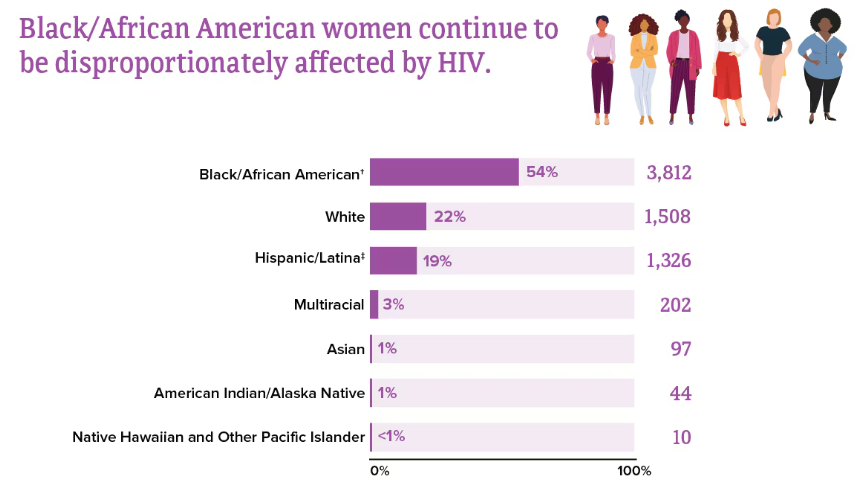 Black/African American women continue to
be disproportionately affected by HIV.
Black/African American† 54% 3,812
White 22% 1,508
Hispanic/Latina‡ 19% 1,326
Multiracial 3% 202
Asian 1% 97
American Indian/Alaska Native 1% 44
Native Hawaiian and Other Pacific Islander <1% 10
0% 100%